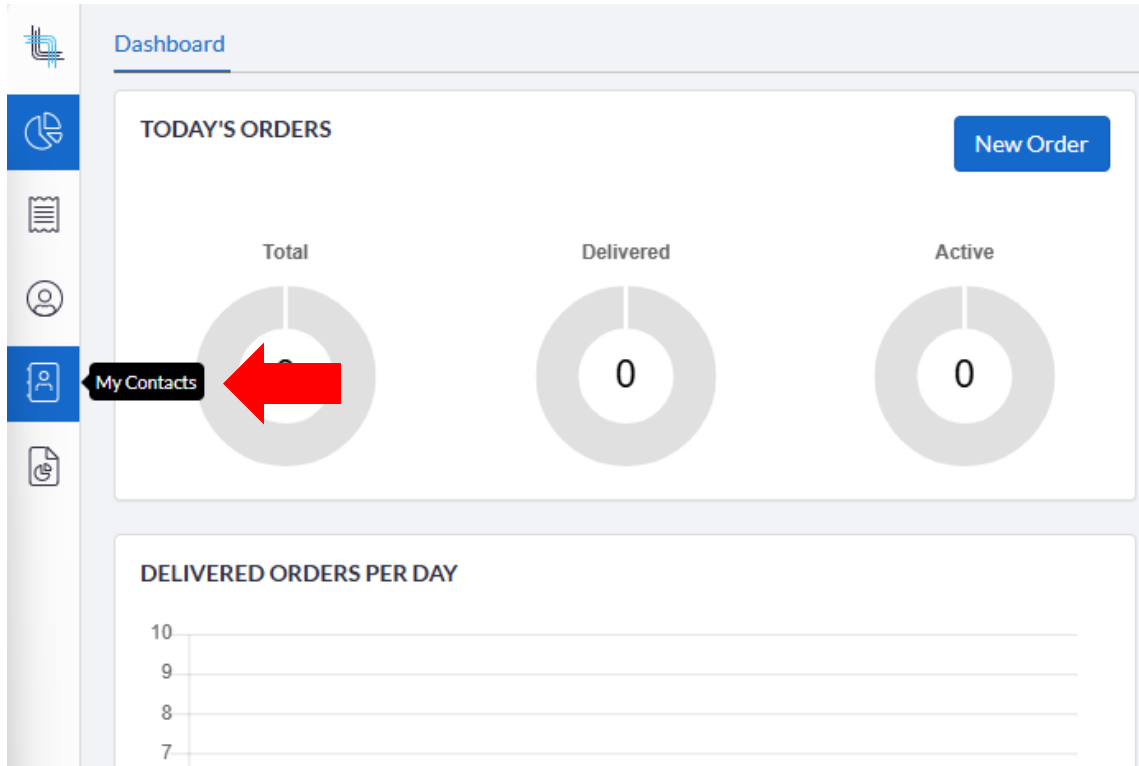 Dashboard
TODAY'S ORDERS
New Order
Total
Delivered
Active
0
0
My Contacts
DELIVERED ORDERS PER DAY
10
9
8
7